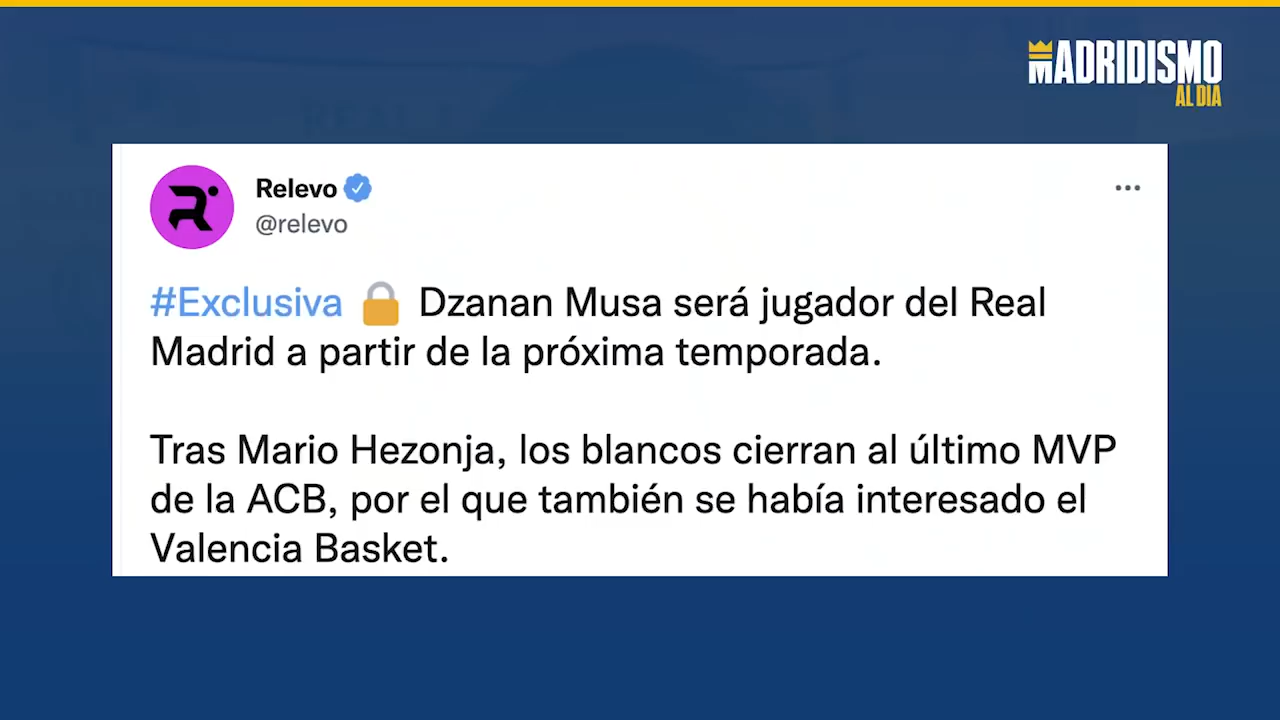 MADRIDISMO
AL DIA
Relevo
@relevo
#Exclusiva 🔒 Dzanan Musa será jugador del Real
Madrid a partir de la próxima temporada.
Tras Mario Hezonja, los blancos cierran al último MVP
de la ACB, por el que también se había interesado el
Valencia Basket.